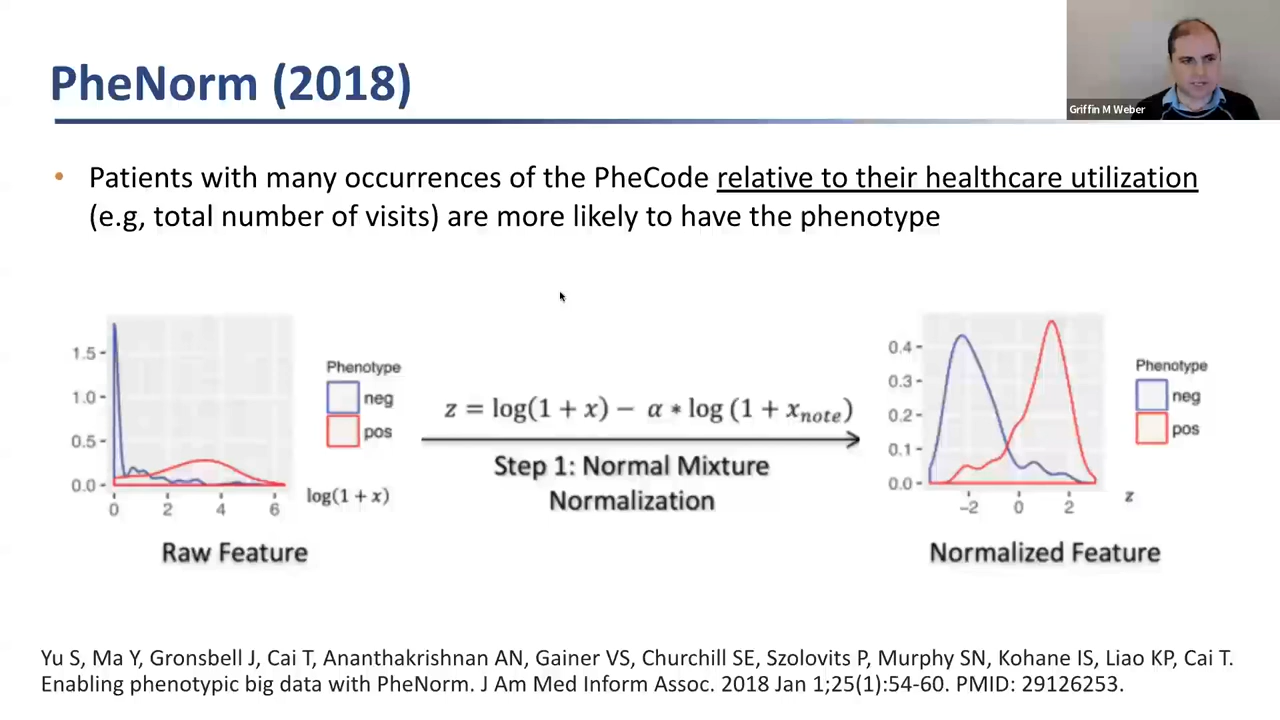 PheNorm (2018)
Griffin M Weber
• Patients with many occurrences of the PheCode relative to their healthcare utilization
(e.g, total number of visits) are more likely to have the phenotype
1.5
1.0
0.5
0.0
0 2 4 6
log(1 + x)
Phenotype
neg
pos
Raw Feature
z = log(1 + x) − α ∗ log (1 + x_note)
Step 1: Normal Mixture
Normalization
0.4
0.3
0.2
0.1
0.0
−2 0 2
z
Phenotype
neg
pos
Normalized Feature
Yu S, Ma Y, Gronsbell J, Cai T, Ananthakrishnan AN, Gainer VS, Churchill SE, Szolovits P, Murphy SN, Kohane IS, Liao KP, Cai T.
Enabling phenotypic big data with PheNorm. J Am Med Inform Assoc. 2018 Jan 1;25(1):54-60. PMID: 29126253.